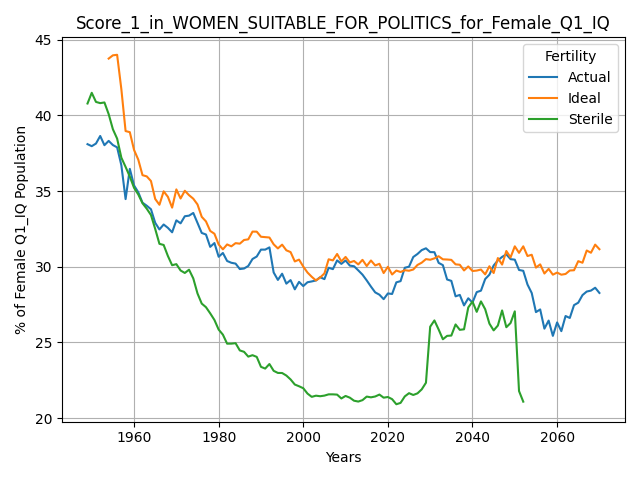 Score_1_in_WOMEN_SUITABLE_FOR_POLITICS_for_Female_Q1_IQ
45
40
35
30
25
20
% of Female Q1_IQ Population
Fertility
Actual
Ideal
Sterile
1960 1980 2000 2020 2040 2060
Years